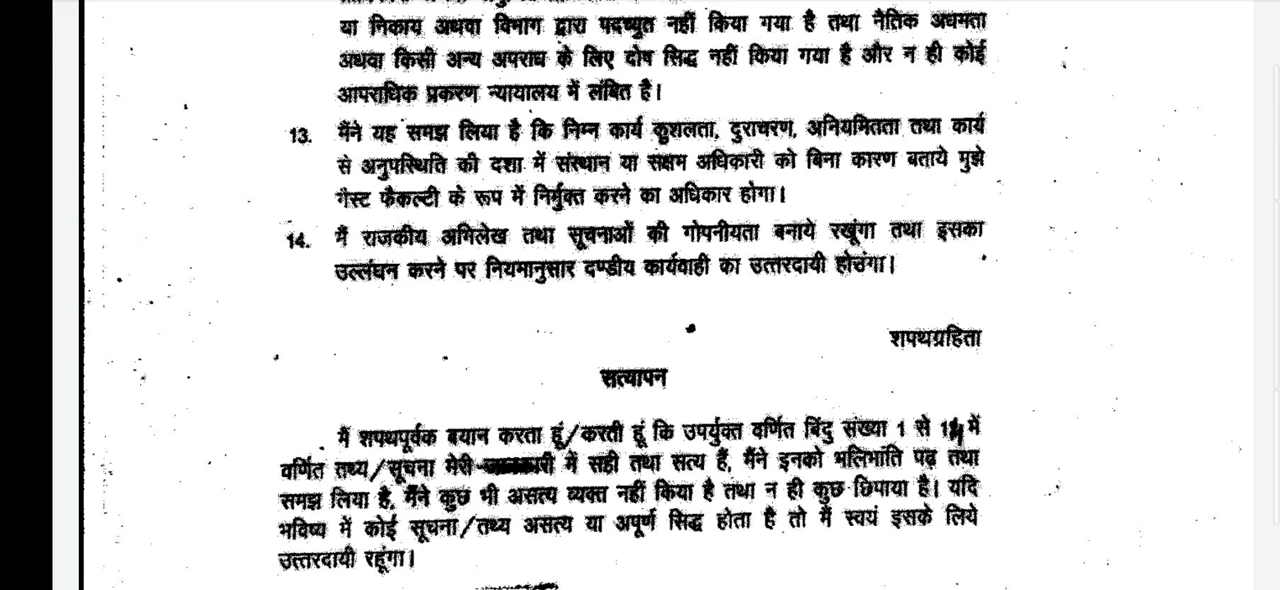 या निकाय अथवा विभाग द्वारा पदच्युत नहीं किया गया है तथा नैतिक अधमता
अथवा किसी अन्य अपराध के लिए दोष सिद्ध नहीं किया गया है और न ही कोई
आपराधिक प्रकरण न्यायालय में लंबित है।
13. मैंने यह समझ लिया है कि निम्न कार्य कुशलता, दुराचरण, अनियमितता तथा कार्य
से अनुपस्थिति की दशा में संस्थान या सक्षम अधिकारी को बिना कारण बताये मुझे
गैस्ट फैकल्टी के रूप में निर्मुक्त करने का अधिकार होगा।
14. मैं राजकीय अभिलेख तथा सूचनाओं की गोपनीयता बनाये रखूंगा तथा इसका
उल्लंघन करने पर नियमानुसार दण्डीय कार्यवाही का उत्तरदायी होउंगा।
शपथग्रहिता
सत्यापन
मैं शपथपूर्वक बयान करता हूं/करती हूं कि उपर्युक्त वर्णित बिंदु संख्या 1 से 14 में
वर्णित तथ्य/सूचना मेरी जानकारी में सही तथा सत्य हैं, मैंने इनको भलिभांति पढ़ तथा
समझ लिया है, मैंने कुछ भी असत्य व्यक्त नहीं किया है तथा न ही कुछ छिपाया है। यदि
भविष्य में कोई सूचना/तथ्य असत्य या अपूर्ण सिद्ध होता है तो मैं स्वयं इसके लिये
उत्तरदायी रहूंगा।